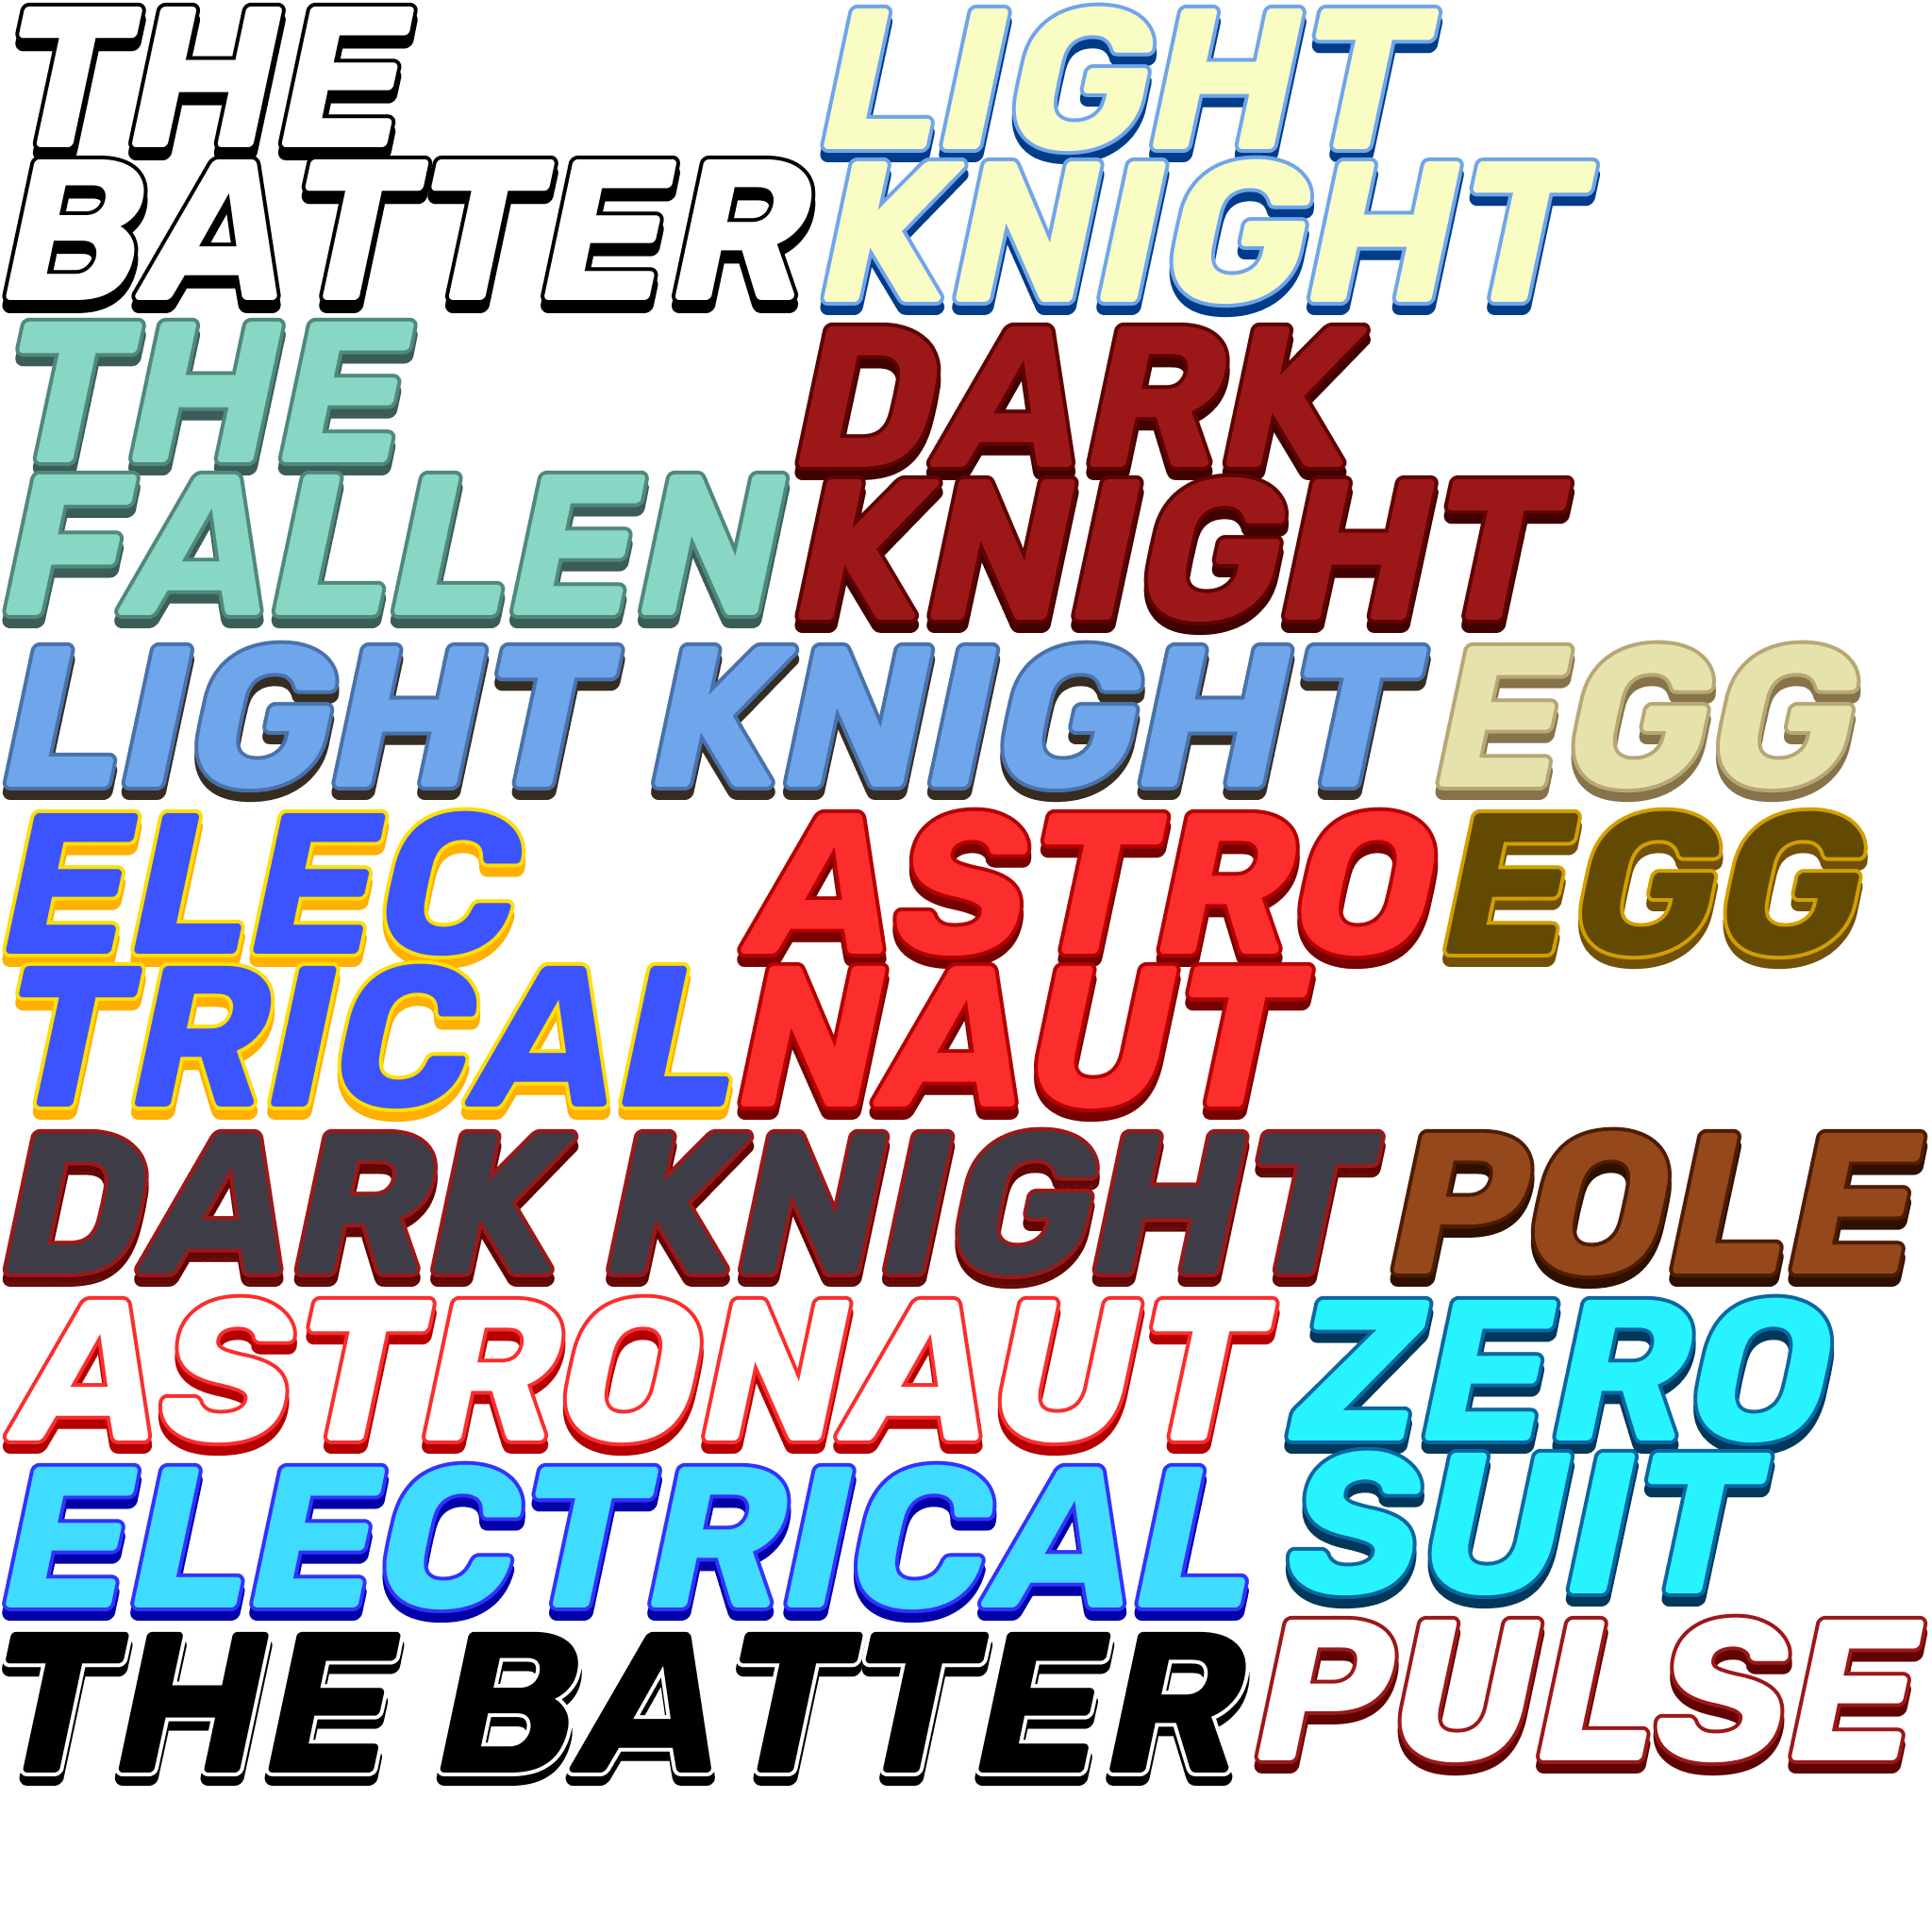 THE
BATTER
LIGHT
KNIGHT
THE
FALLEN
DARK
KNIGHT
LIGHT KNIGHT
EGG
ELEC
TRICAL
ASTRO
NAUT
EGG
DARK KNIGHT
POLE
ASTRONAUT
ZERO
SUIT
ELECTRICAL
THE BATTER
PULSE